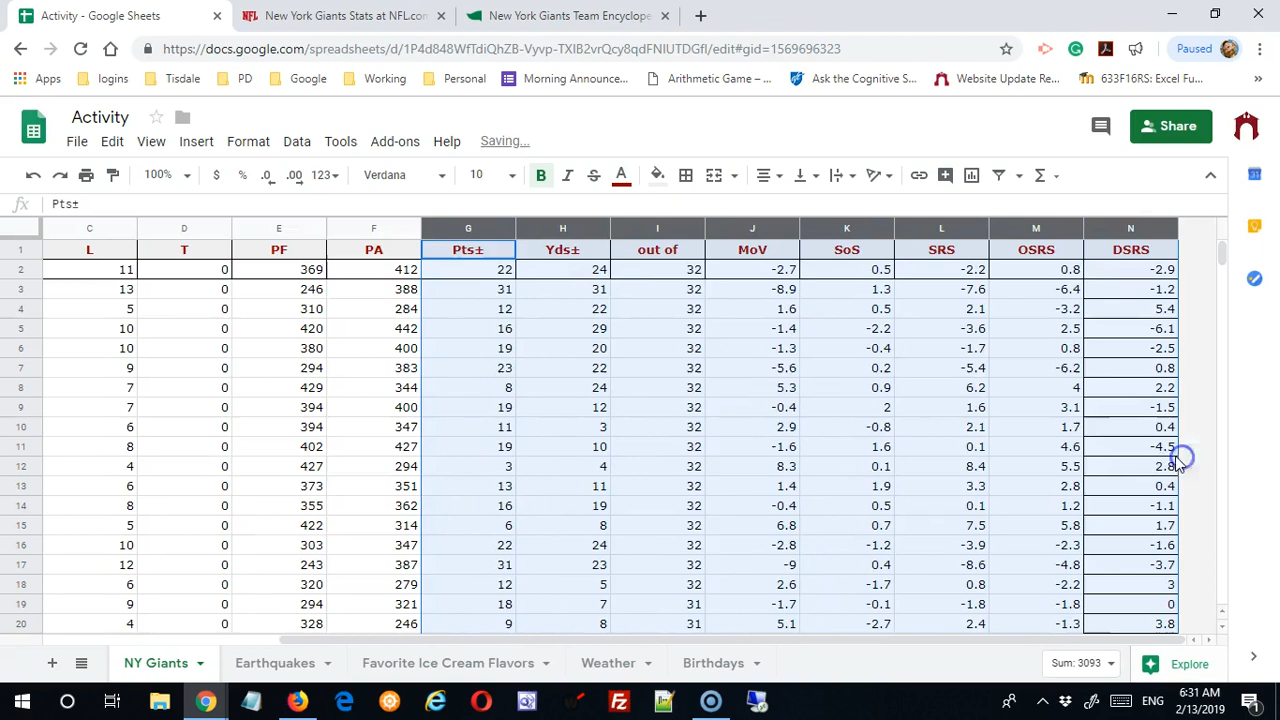 Activity - Google Sheets
NFL New York Giants Stats at NFL.com
New York Giants Team Encyclope
https://docs.google.com/spreadsheets/d/1P4d848WfTdiQhZB-Vyvp-TXIB2vrQcy8qdFNIUTDGfI/edit#gid=1569696323
Paused
Apps logins Tisdale PD Google Working Personal Morning Announce... Arithmetic Game – ... Ask the Cognitive S... Website Update Re... 633F16RS: Excel Fu...
Activity
File Edit View Insert Format Data Tools Add-ons Help Saving...
Share
100% $ % .0 .00 123 Verdana 10 B I S A Σ
fx Pts±
C D E F G H I J K L M N
1 L T PF PA Pts± Yds± out of MoV SoS SRS OSRS DSRS
2 11 0 369 412 22 24 32 -2.7 0.5 -2.2 0.8 -2.9
3 13 0 246 388 31 31 32 -8.9 1.3 -7.6 -6.4 -1.2
4 5 0 310 284 12 22 32 1.6 0.5 2.1 -3.2 5.4
5 10 0 420 442 16 29 32 -1.4 -2.2 -3.6 2.5 -6.1
6 10 0 380 400 19 20 32 -1.3 -0.4 -1.7 0.8 -2.5
7 9 0 294 383 23 22 32 -5.6 0.2 -5.4 -6.2 0.8
8 7 0 429 344 8 24 32 5.3 0.9 6.2 4 2.2
9 7 0 394 400 19 12 32 -0.4 2 1.6 3.1 -1.5
10 6 0 394 347 11 3 32 2.9 -0.8 2.1 1.7 0.4
11 8 0 402 427 19 10 32 -1.6 1.6 0.1 4.6 -4.5
12 4 0 427 294 3 4 32 8.3 0.1 8.4 5.5 2.8
13 6 0 373 351 13 11 32 1.4 1.9 3.3 2.8 0.4
14 8 0 355 362 16 19 32 -0.4 0.5 0.1 1.2 -1.1
15 5 0 422 314 6 8 32 6.8 0.7 7.5 5.8 1.7
16 10 0 303 347 22 24 32 -2.8 -1.2 -3.9 -2.3 -1.6
17 12 0 243 387 31 23 32 -9 0.4 -8.6 -4.8 -3.7
18 6 0 320 279 12 5 32 2.6 -1.7 0.8 -2.2 3
19 9 0 294 321 18 7 31 -1.7 -0.1 -1.8 -1.8 0
20 4 0 328 246 9 8 31 5.1 -2.7 2.4 -1.3 3.8
NY Giants Earthquakes Favorite Ice Cream Flavors Weather Birthdays Sum: 3093 Explore
ENG
6:31 AM
2/13/2019
1